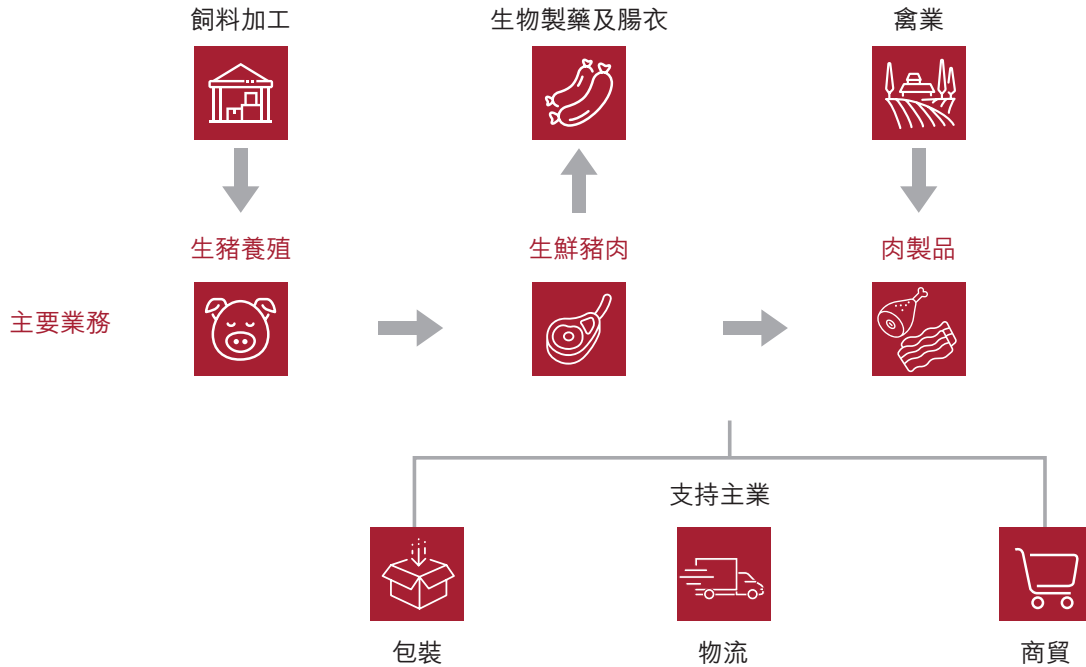 飼料加工
生物製藥及腸衣
禽業
生豬養殖
生鮮豬肉
肉製品
主要業務
支持主業
包裝
物流
商貿